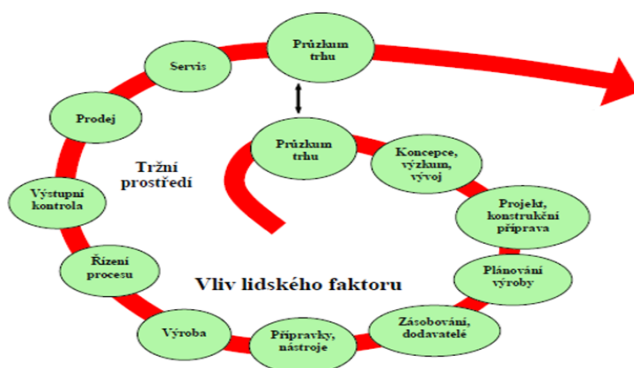 Průzkum
trhu
Servis
Prodej
Výstupní
kontrola
Řízení
procesu
Výroba
Přípravky,
nástroje
Zásobování,
dodavatelé
Plánování
výroby
Projekt,
konstrukční
příprava
Koncepce,
výzkum,
vývoj
Průzkum
trhu
Tržní
prostředí
Vliv lidského faktoru